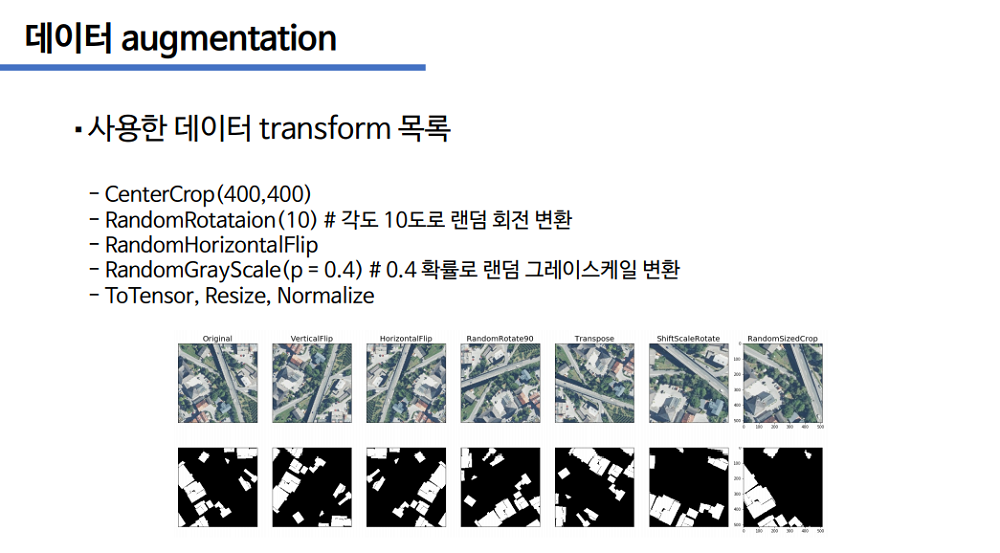 데이터 augmentation
▪ 사용한 데이터 transform 목록
- CenterCrop(400,400)
- RandomRotataion(10) # 각도 10도로 랜덤 회전 변환
- RandomHorizontalFlip
- RandomGrayScale(p = 0.4) # 0.4 확률로 랜덤 그레이스케일 변환
- ToTensor, Resize, Normalize
Original VerticalFlip HorizontalFlip RandomRotate90 Transpose ShiftScaleRotate RandomSizedCrop
0
100
200
300
400
500
0 100 200 300 400 500
0
100
200
300
400
500
0 100 200 300 400 500